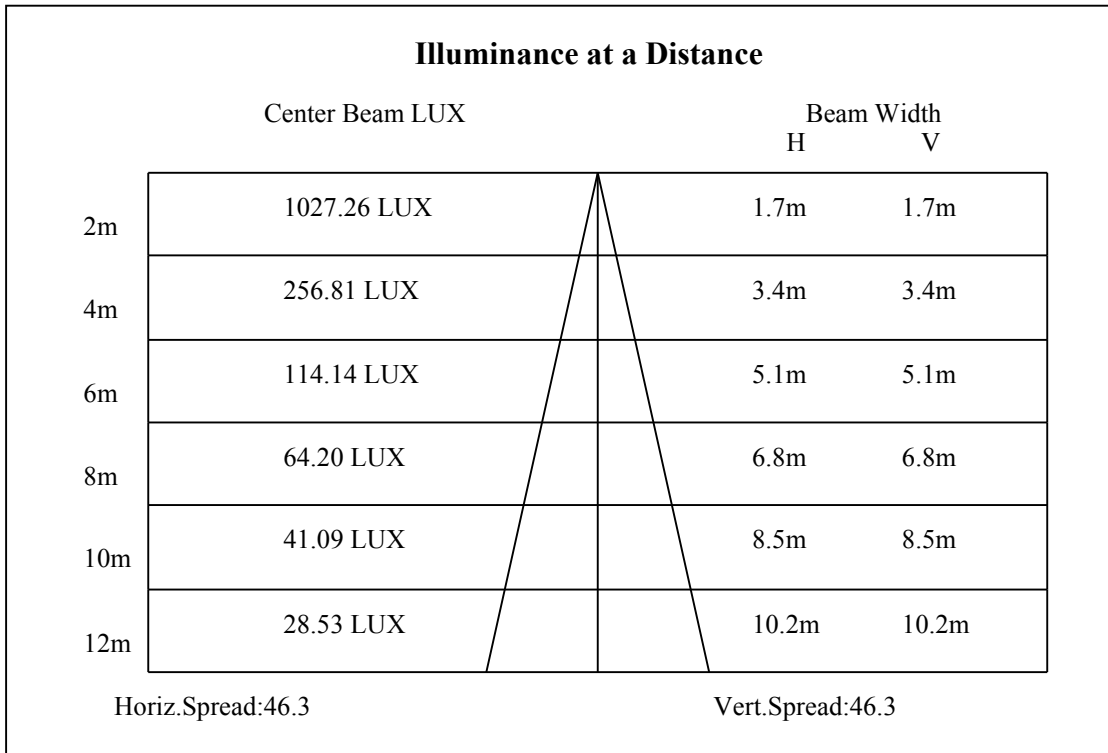 Illuminance at a Distance
Center Beam LUX Beam Width
H V
2m 1027.26 LUX 1.7m 1.7m
4m 256.81 LUX 3.4m 3.4m
6m 114.14 LUX 5.1m 5.1m
8m 64.20 LUX 6.8m 6.8m
10m 41.09 LUX 8.5m 8.5m
12m 28.53 LUX 10.2m 10.2m
Horiz.Spread:46.3 Vert.Spread:46.3